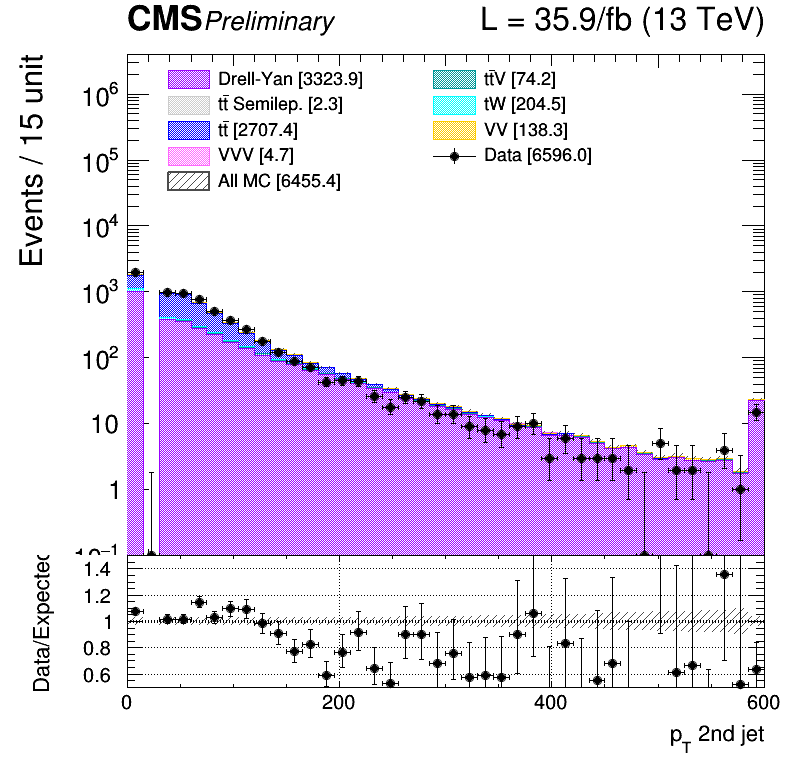 CMS Preliminary L = 35.9/fb (13 TeV)
Events / 15 unit
Drell-Yan [3323.9]
tt̄ Semilep. [2.3]
tt̄ [2707.4]
VVV [4.7]
All MC [6455.4]
tt̄V [74.2]
tW [204.5]
VV [138.3]
Data [6596.0]
10⁶
10⁵
10⁴
10³
10²
10
1
10⁻¹
Data/Expected
1.4
1.2
1
0.8
0.6
0 200 400 600
p_T 2nd jet